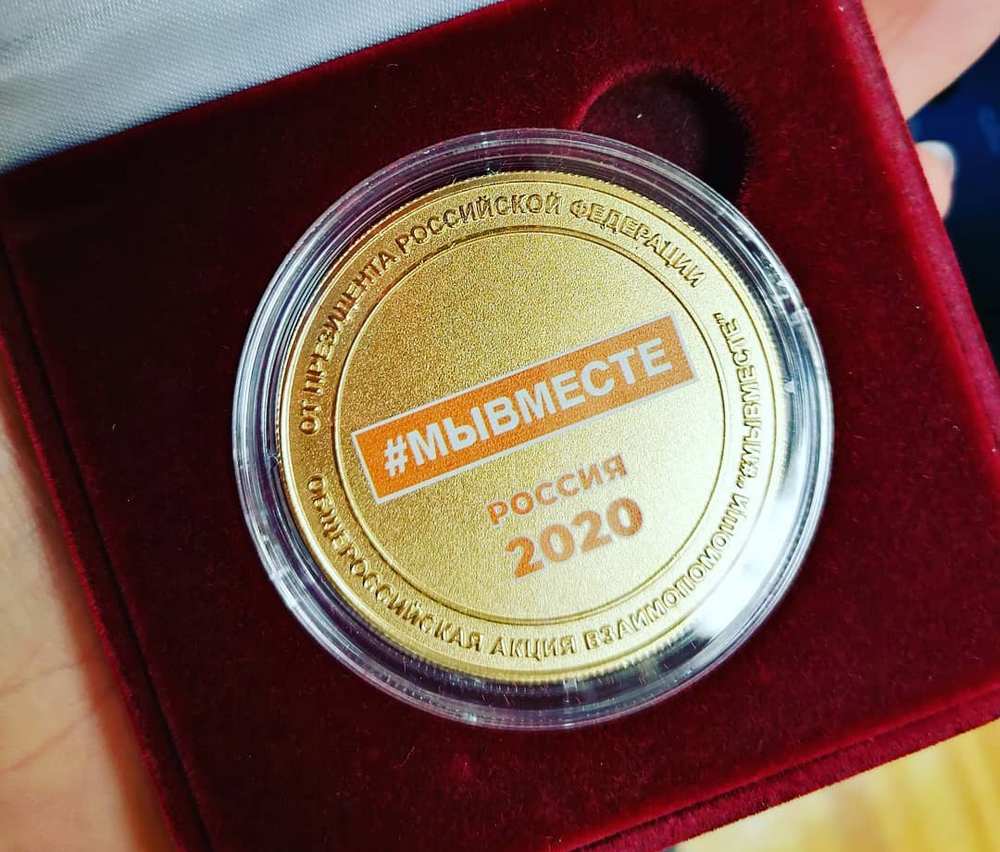 ОТ ПРЕЗИДЕНТА РОССИЙСКОЙ ФЕДЕРАЦИИ
#МЫВМЕСТЕ
РОССИЯ
2020
ОБЩЕРОССИЙСКАЯ АКЦИЯ ВЗАИМОПОМОЩИ „#МЫВМЕСТЕ”